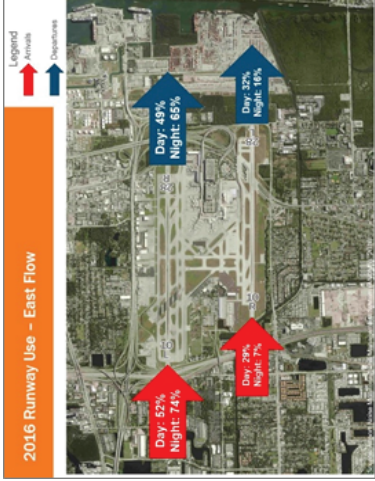 2016 Runway Use – East Flow
Legend
Arrivals
Departures
Day: 52%
Night: 74%
Day: 49%
Night: 65%
Day: 29%
Night: 7%
Day: 32%
Night: 16%